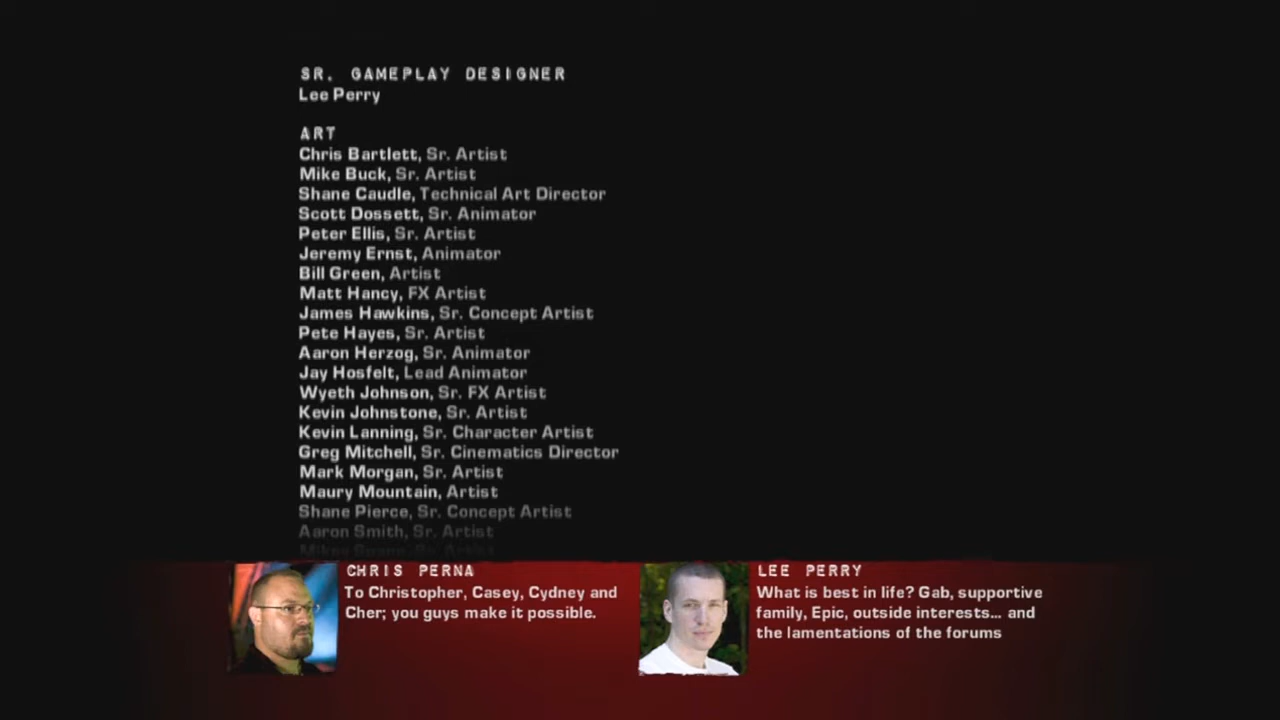 SR. GAMEPLAY DESIGNER
Lee Perry
ART
Chris Bartlett, Sr. Artist
Mike Buck, Sr. Artist
Shane Caudle, Technical Art Director
Scott Dossett, Sr. Animator
Peter Ellis, Sr. Artist
Jeremy Ernst, Animator
Bill Green, Artist
Matt Hancy, FX Artist
James Hawkins, Sr. Concept Artist
Pete Hayes, Sr. Artist
Aaron Herzog, Sr. Animator
Jay Hosfelt, Lead Animator
Wyeth Johnson, Sr. FX Artist
Kevin Johnstone, Sr. Artist
Kevin Lanning, Sr. Character Artist
Greg Mitchell, Sr. Cinematics Director
Mark Morgan, Sr. Artist
Maury Mountain, Artist
Shane Pierce, Sr. Concept Artist
Aaron Smith, Sr. Artist
Sr. Artist
CHRIS PERNA
To Christopher, Casey, Cydney and
Cher; you guys make it possible.
LEE PERRY
What is best in life? Gab, supportive
family, Epic, outside interests... and
the lamentations of the forums